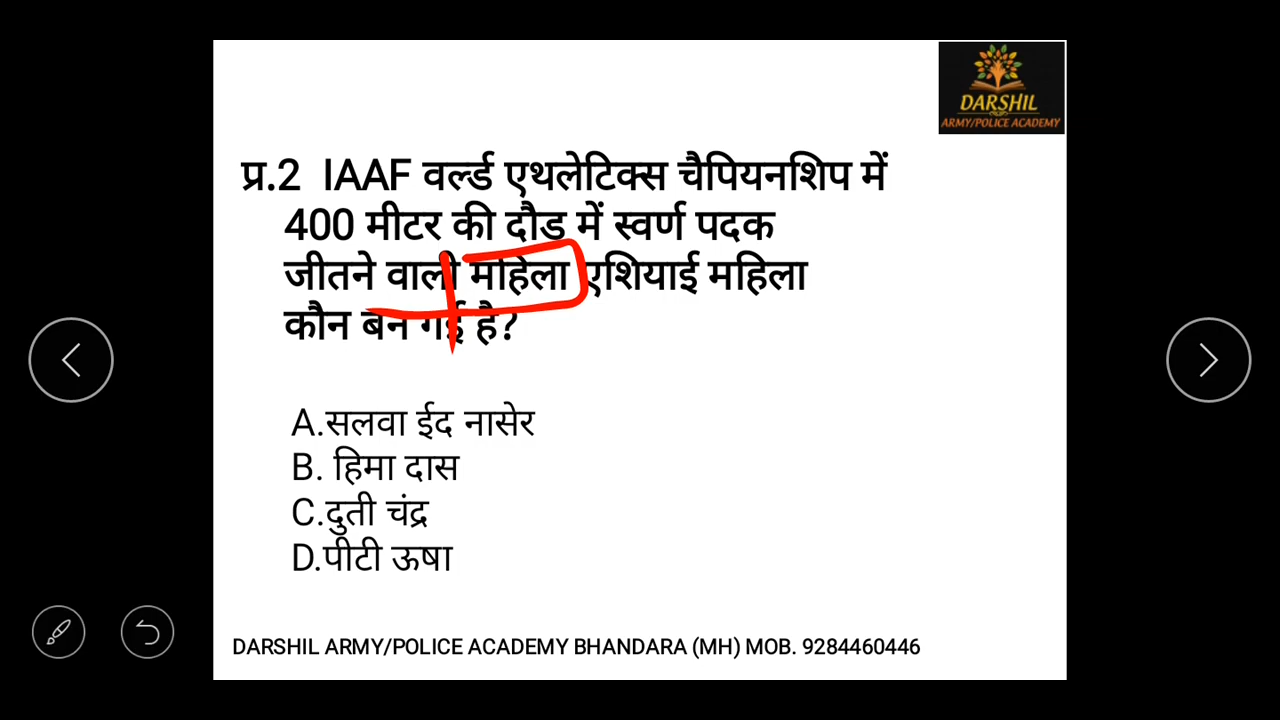 DARSHIL
ARMY/POLICE ACADEMY
प्र.2 IAAF वर्ल्ड एथलेटिक्स चैपियनशिप में
400 मीटर की दौड में स्वर्ण पदक
जीतने वाली महिला एशियाई महिला
कौन बन गई है?
A.सलवा ईद नासेर
B. हिमा दास
C.दुती चंद्र
D.पीटी ऊषा
DARSHIL ARMY/POLICE ACADEMY BHANDARA (MH) MOB. 9284460446